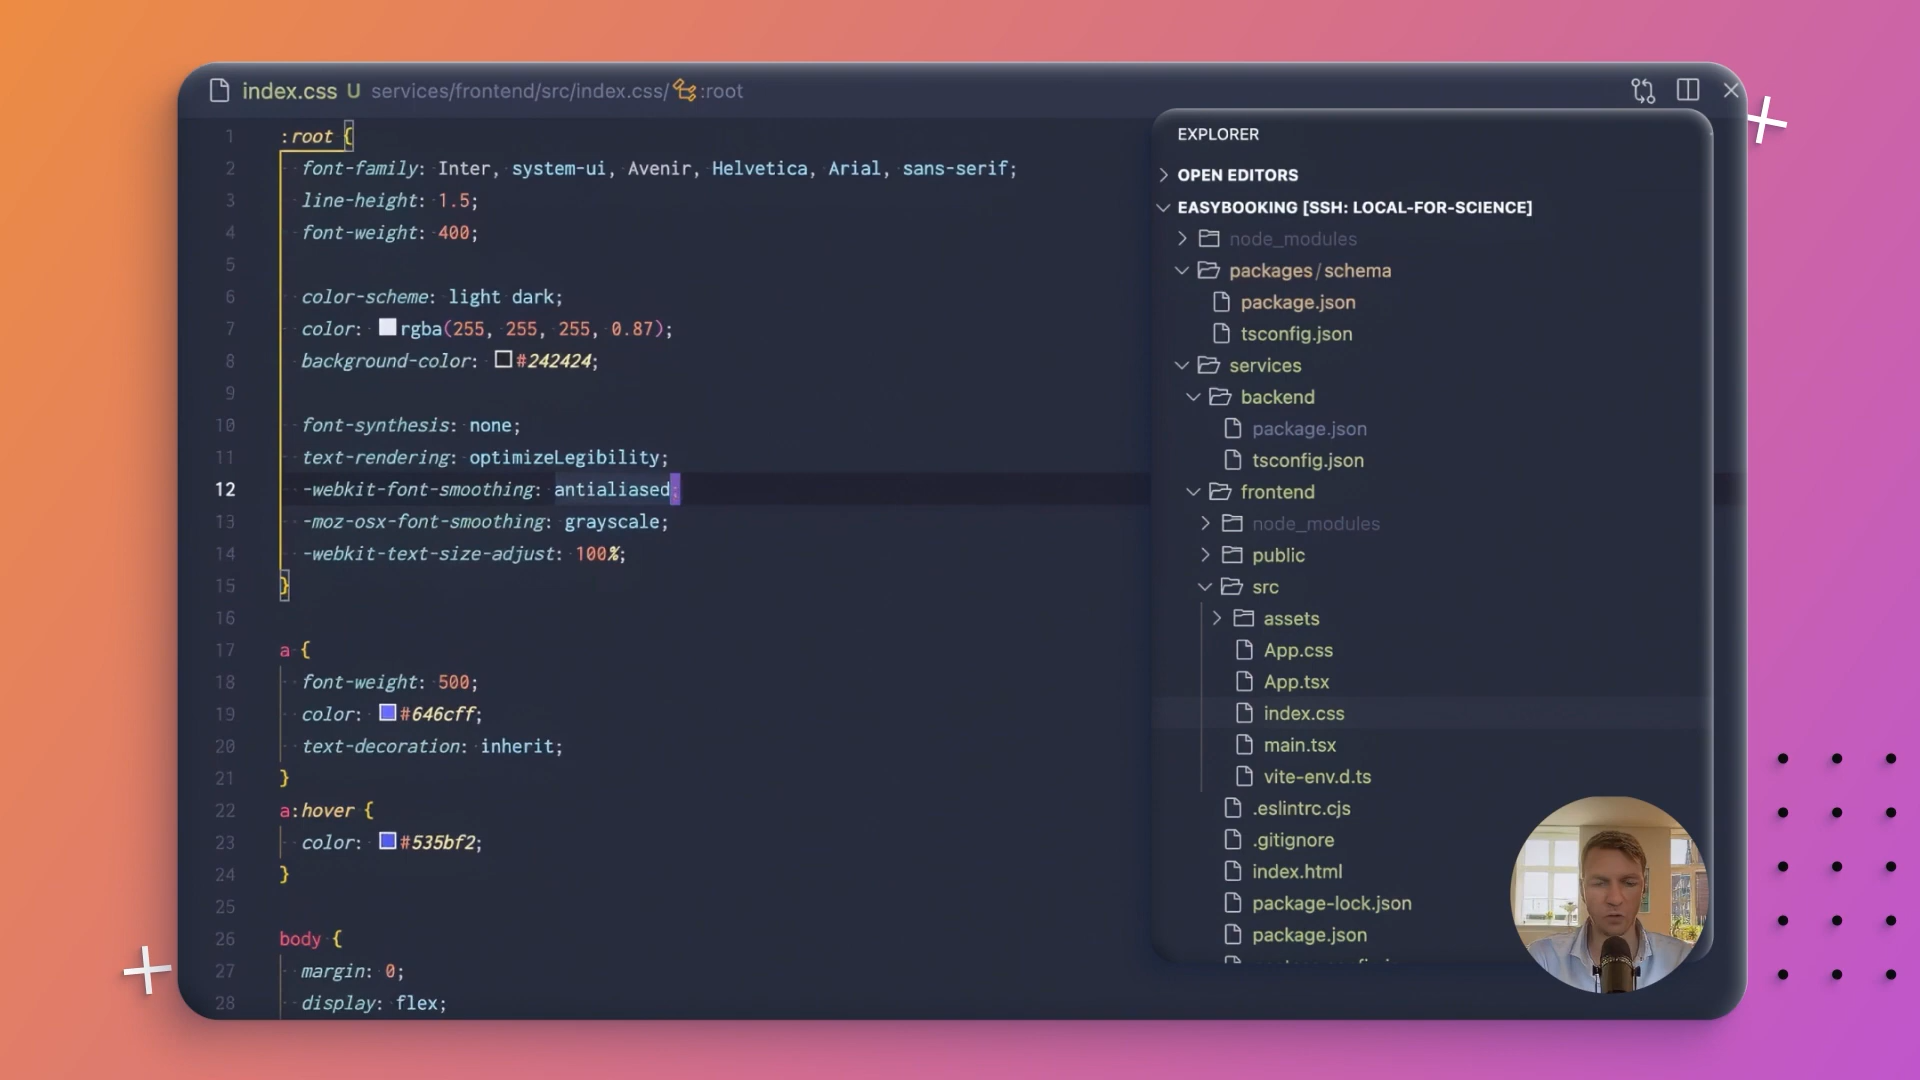 index.css U services/frontend/src/index.css/ :root
1 :root {
2 font-family: Inter, system-ui, Avenir, Helvetica, Arial, sans-serif;
3 line-height: 1.5;
4 font-weight: 400;
5
6 color-scheme: light dark;
7 color: rgba(255, 255, 255, 0.87);
8 background-color: #242424;
9
10 font-synthesis: none;
11 text-rendering: optimizeLegibility;
12 -webkit-font-smoothing: antialiased;
13 -moz-osx-font-smoothing: grayscale;
14 -webkit-text-size-adjust: 100%;
15 }
16
17 a {
18 font-weight: 500;
19 color: #646cff;
20 text-decoration: inherit;
21 }
22 a:hover {
23 color: #535bf2;
24 }
25
26 body {
27 margin: 0;
28 display: flex;
EXPLORER
OPEN EDITORS
EASYBOOKING [SSH: LOCAL-FOR-SCIENCE]
node_modules
packages/schema
package.json
tsconfig.json
services
backend
package.json
tsconfig.json
frontend
node_modules
public
src
assets
App.css
App.tsx
index.css
main.tsx
vite-env.d.ts
.eslintrc.cjs
.gitignore
index.html
package-lock.json
package.json